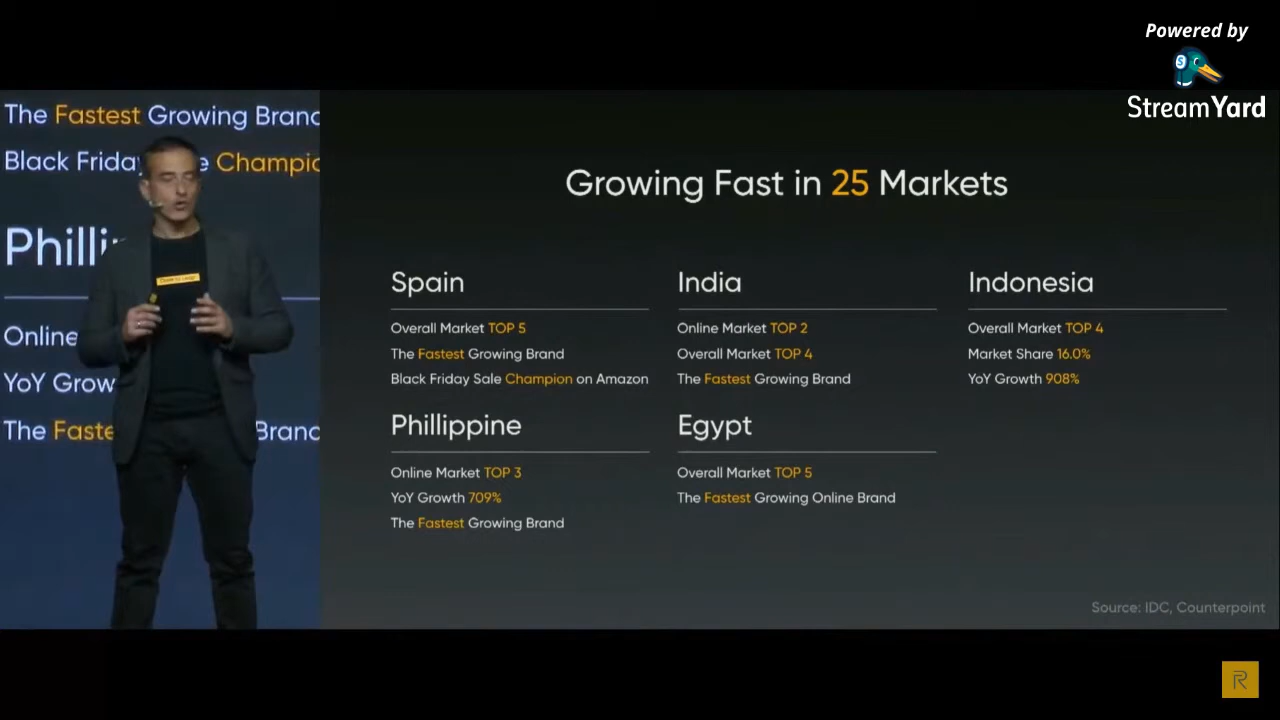 Powered by
StreamYard
The Fastest Growing Branc
Black Friday e Champic
Phillip
Online
YoY Grow
The Faste Branc
Growing Fast in 25 Markets
Spain
Overall Market TOP 5
The Fastest Growing Brand
Black Friday Sale Champion on Amazon
India
Online Market TOP 2
Overall Market TOP 4
The Fastest Growing Brand
Indonesia
Overall Market TOP 4
Market Share 16.0%
YoY Growth 908%
Phillippine
Online Market TOP 3
YoY Growth 709%
The Fastest Growing Brand
Egypt
Overall Market TOP 5
The Fastest Growing Online Brand
Source: IDC, Counterpoint
R